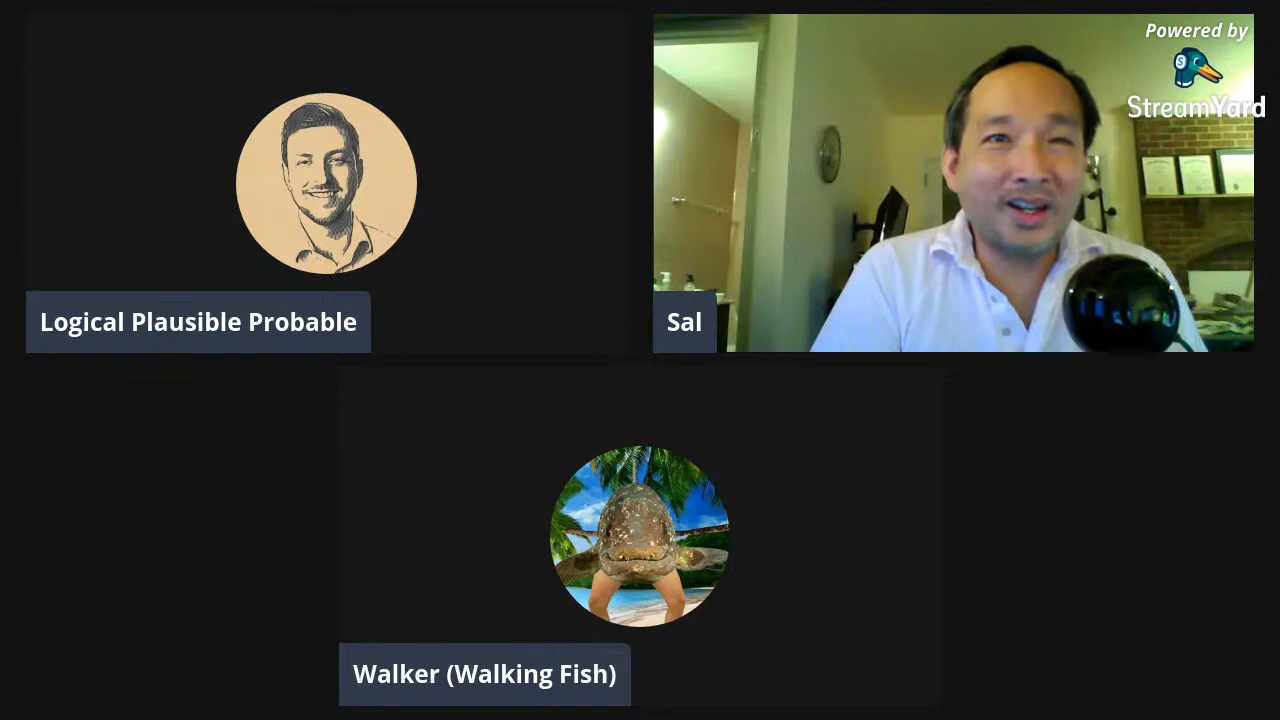 Powered by
StreamYard
Logical Plausible Probable
Sal
Walker (Walking Fish)